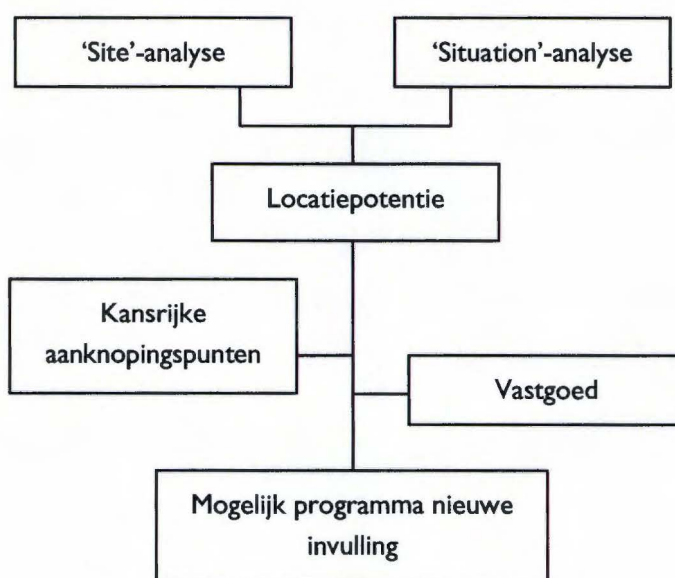 ‘Site’-analyse
‘Situation’-analyse
Locatiepotentie
Kansrijke
aanknopingspunten
Vastgoed
Mogelijk programma nieuwe
invulling